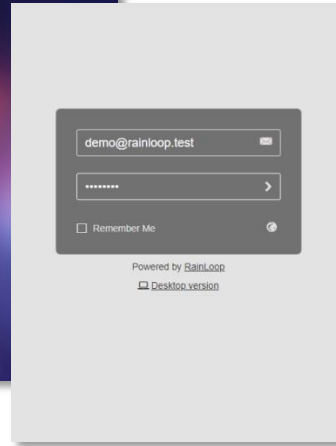 demo@rainloop.test
••••••••
Remember Me
Powered by RainLoop
Desktop version